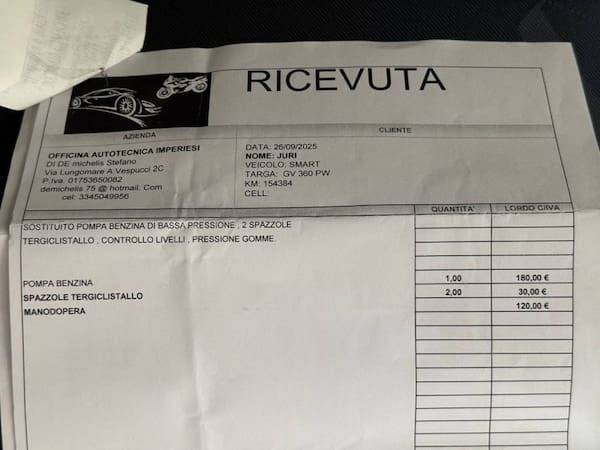 RICEVUTA
AZIENDA
CLIENTE
OFFICINA AUTOTECNICA IMPERIESI
DI DE michelis Stefano
Via Lungomare A.Vespucci 2C
P.Iva. 01753650082
demichelis 75 @ hotmail. Com
cel: 3345049956
DATA: 26/09/2025
NOME: JURI
VEICOLO: SMART
TARGA: GV 360 PW
KM: 154384
CELL:
QUANTITA' LORDO C/IVA
SOSTITUITO POMPA BENZINA DI BASSA PRESSIONE , 2 SPAZZOLE
TERGICLISTALLO , CONTROLLO LIVELLI , PRESSIONE GOMME.
POMPA BENZINA 1,00 180,00 €
SPAZZOLE TERGICLISTALLO 2,00 30,00 €
MANODOPERA 120,00 €